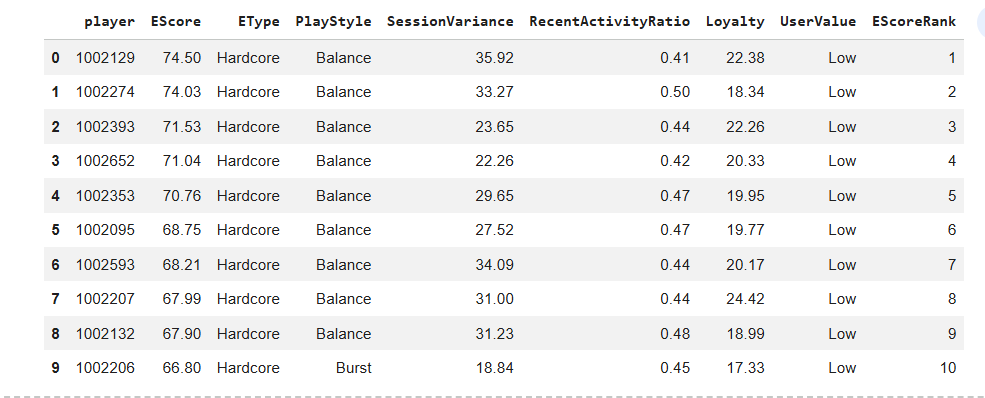 player EScore EType PlayStyle SessionVariance RecentActivityRatio Loyalty UserValue EScoreRank
0 1002129 74.50 Hardcore Balance 35.92 0.41 22.38 Low 1
1 1002274 74.03 Hardcore Balance 33.27 0.50 18.34 Low 2
2 1002393 71.53 Hardcore Balance 23.65 0.44 22.26 Low 3
3 1002652 71.04 Hardcore Balance 22.26 0.42 20.33 Low 4
4 1002353 70.76 Hardcore Balance 29.65 0.47 19.95 Low 5
5 1002095 68.75 Hardcore Balance 27.52 0.47 19.77 Low 6
6 1002593 68.21 Hardcore Balance 34.09 0.44 20.17 Low 7
7 1002207 67.99 Hardcore Balance 31.00 0.44 24.42 Low 8
8 1002132 67.90 Hardcore Balance 31.23 0.48 18.99 Low 9
9 1002206 66.80 Hardcore Burst 18.84 0.45 17.33 Low 10